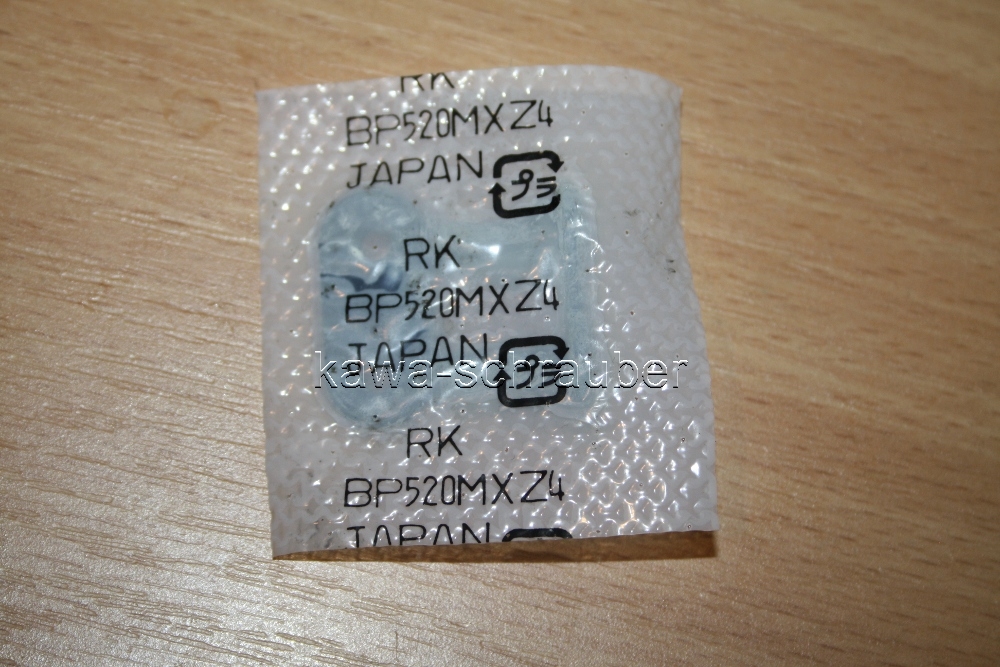 RK
BP520MXZ4
JAPAN プラ
RK
BP520MXZ4
JAPAN プラ
kawa-schrauber
RK
BP520MXZ4
JAPAN